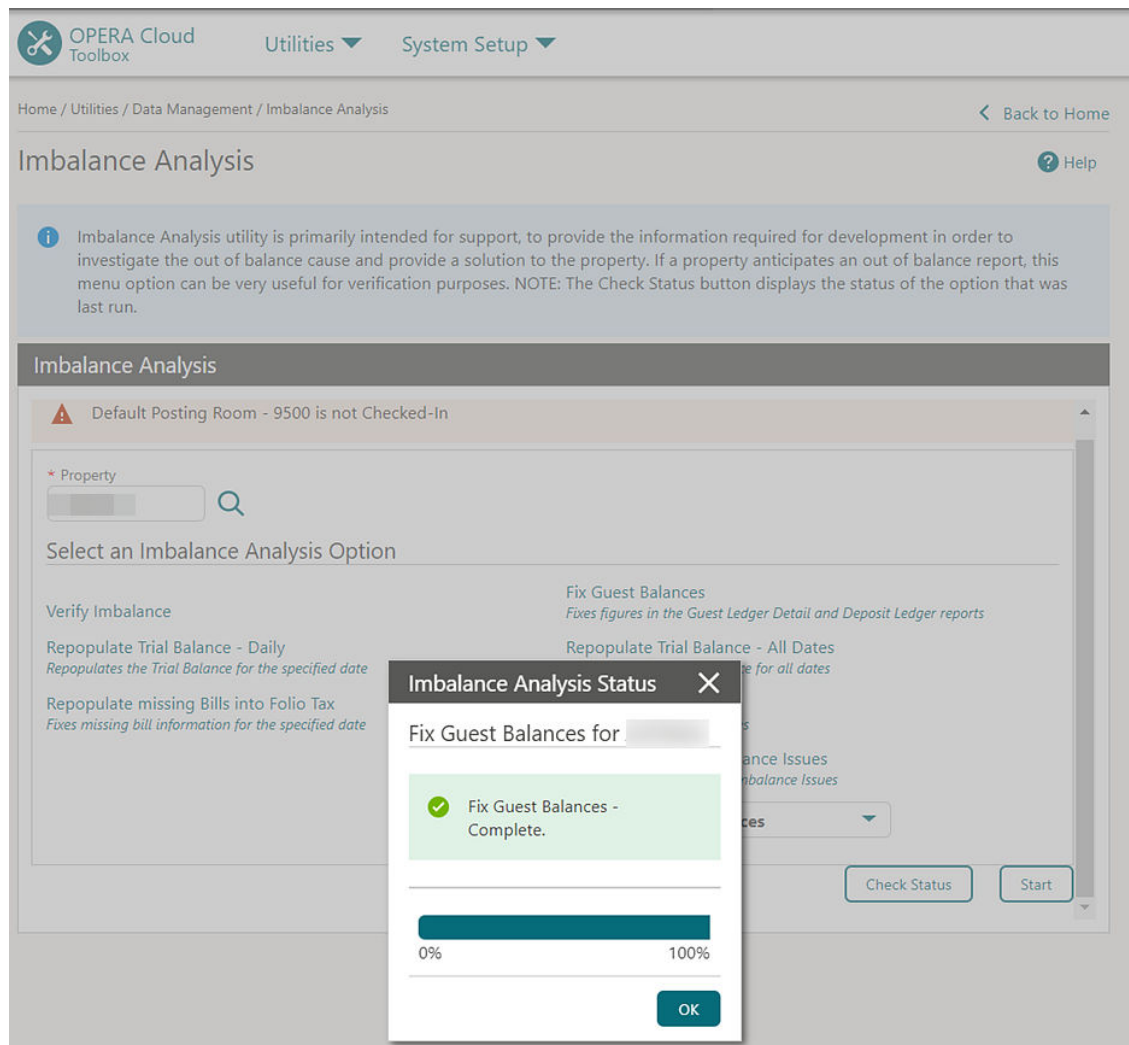 OPERA Cloud
Toolbox
Utilities
System Setup
Home / Utilities / Data Management / Imbalance Analysis
Back to Home
Imbalance Analysis
Help
Imbalance Analysis utility is primarily intended for support, to provide the information required for development in order to
investigate the out of balance cause and provide a solution to the property. If a property anticipates an out of balance report, this
menu option can be very useful for verification purposes. NOTE: The Check Status button displays the status of the option that was
last run.
Imbalance Analysis
Default Posting Room - 9500 is not Checked-In
* Property
Select an Imbalance Analysis Option
Verify Imbalance
Fix Guest Balances
Fixes figures in the Guest Ledger Detail and Deposit Ledger reports
Repopulate Trial Balance - Daily
Repopulates the Trial Balance for the specified date
Repopulate Trial Balance - All Dates
for all dates
Repopulate missing Bills into Folio Tax
Fixes missing bill information for the specified date
Issues
Imbalance Issues
Imbalance Analysis Status
Fix Guest Balances for
Fix Guest Balances -
Complete.
0%
100%
OK
Check Status
Start